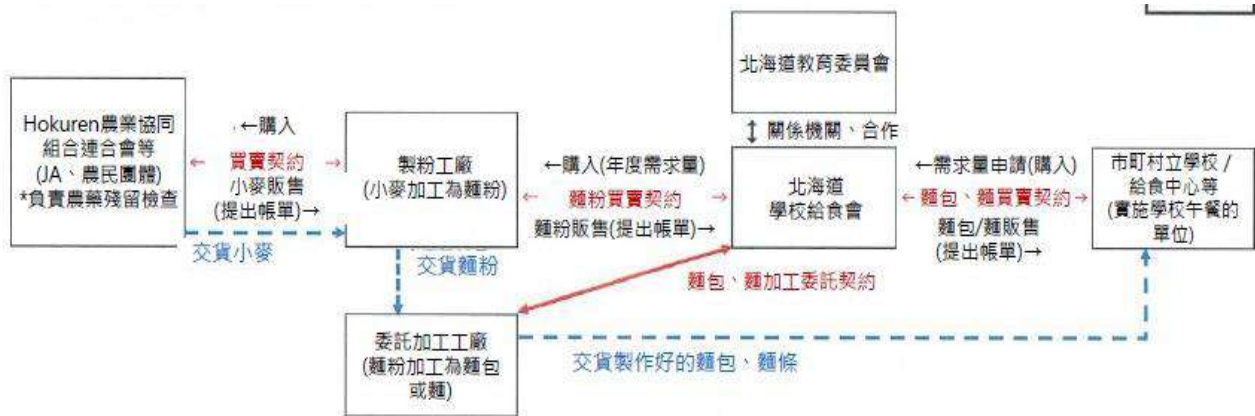 北海道教育委員會
↕ 關係機關、合作
Hokuren農業協同
組合連合會等
(JA、農民團體)
*負責農藥殘留檢查
←購入
← 買賣契約 →
小麥販售
(提出帳單)→
交貨小麥
製粉工廠
(小麥加工為麵粉)
←購入(年度需求量)
← 麵粉買賣契約 →
麵粉販售(提出帳單)→
北海道
學校給食會
←需求量申請(購入)
← 麵包、麵買賣契約 →
麵包/麵販售
(提出帳單)→
市町村立學校 /
給食中心等
(實施學校午餐的
單位)
交貨麵粉
麵包、麵加工委託契約
委託加工工廠
(麵粉加工為麵包
或麵)
交貨製作好的麵包、麵條